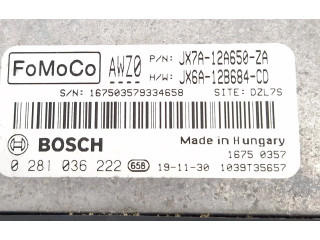 FoMoCo AWZ0 P/N: JX7A-12A650-ZA
H/W: JX6A-12B684-CD
S/N: 167503579334658 SITE: DZL7S
BOSCH Made in Hungary
1675 0357
0 281 036 222 658 19-11-30 1039T35657